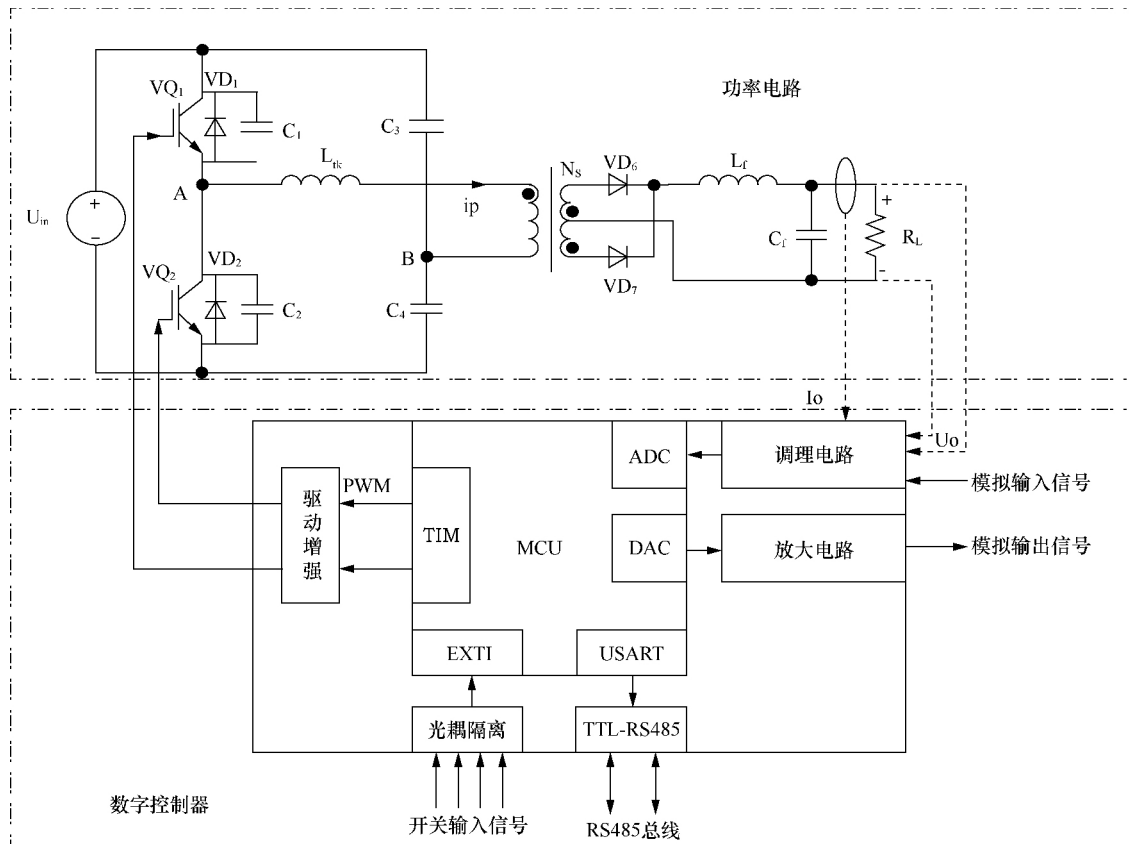 功率电路
VQ₁
VD₁
C₁
C₃
Lₜₖ
A
ip
Nₛ
VD₆
L_f
Uᵢₙ
+
−
+
R_L
-
C_f
B
VD₇
VQ₂
VD₂
C₂
C₄
Io
Uo
调理电路
ADC
模拟输入信号
驱动增强
PWM
TIM
MCU
DAC
放大电路
模拟输出信号
EXTI
USART
光耦隔离
TTL-RS485
数字控制器
开关输入信号
RS485总线